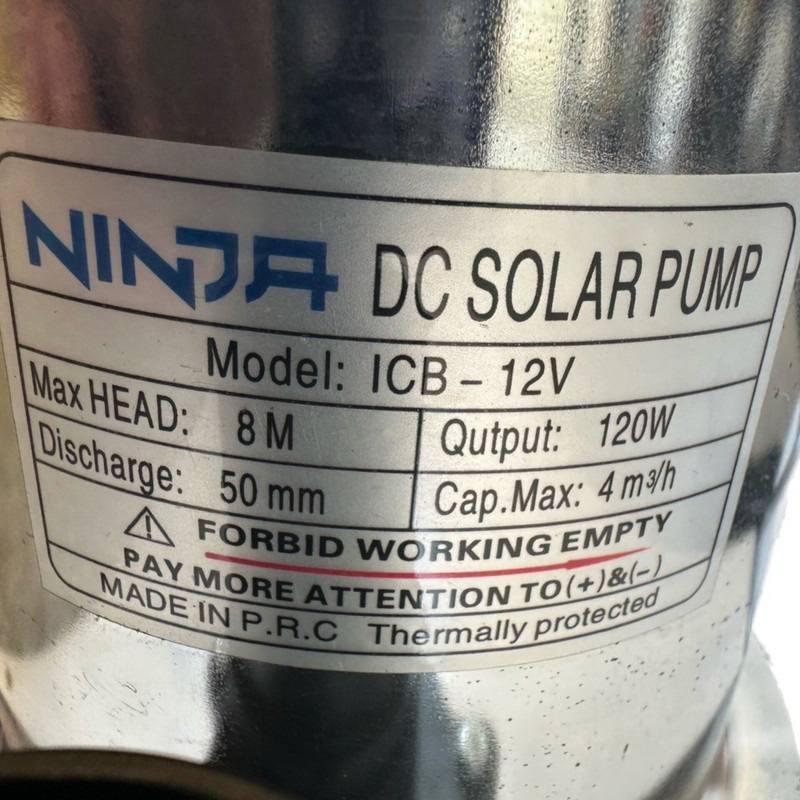 NINJA DC SOLAR PUMP
Model: ICB - 12V
Max HEAD: 8 M Qutput: 120W
Discharge: 50 mm Cap.Max: 4 m³/h
FORBID WORKING EMPTY
PAY MORE ATTENTION TO (+)&(-)
MADE IN P.R.C Thermally protected